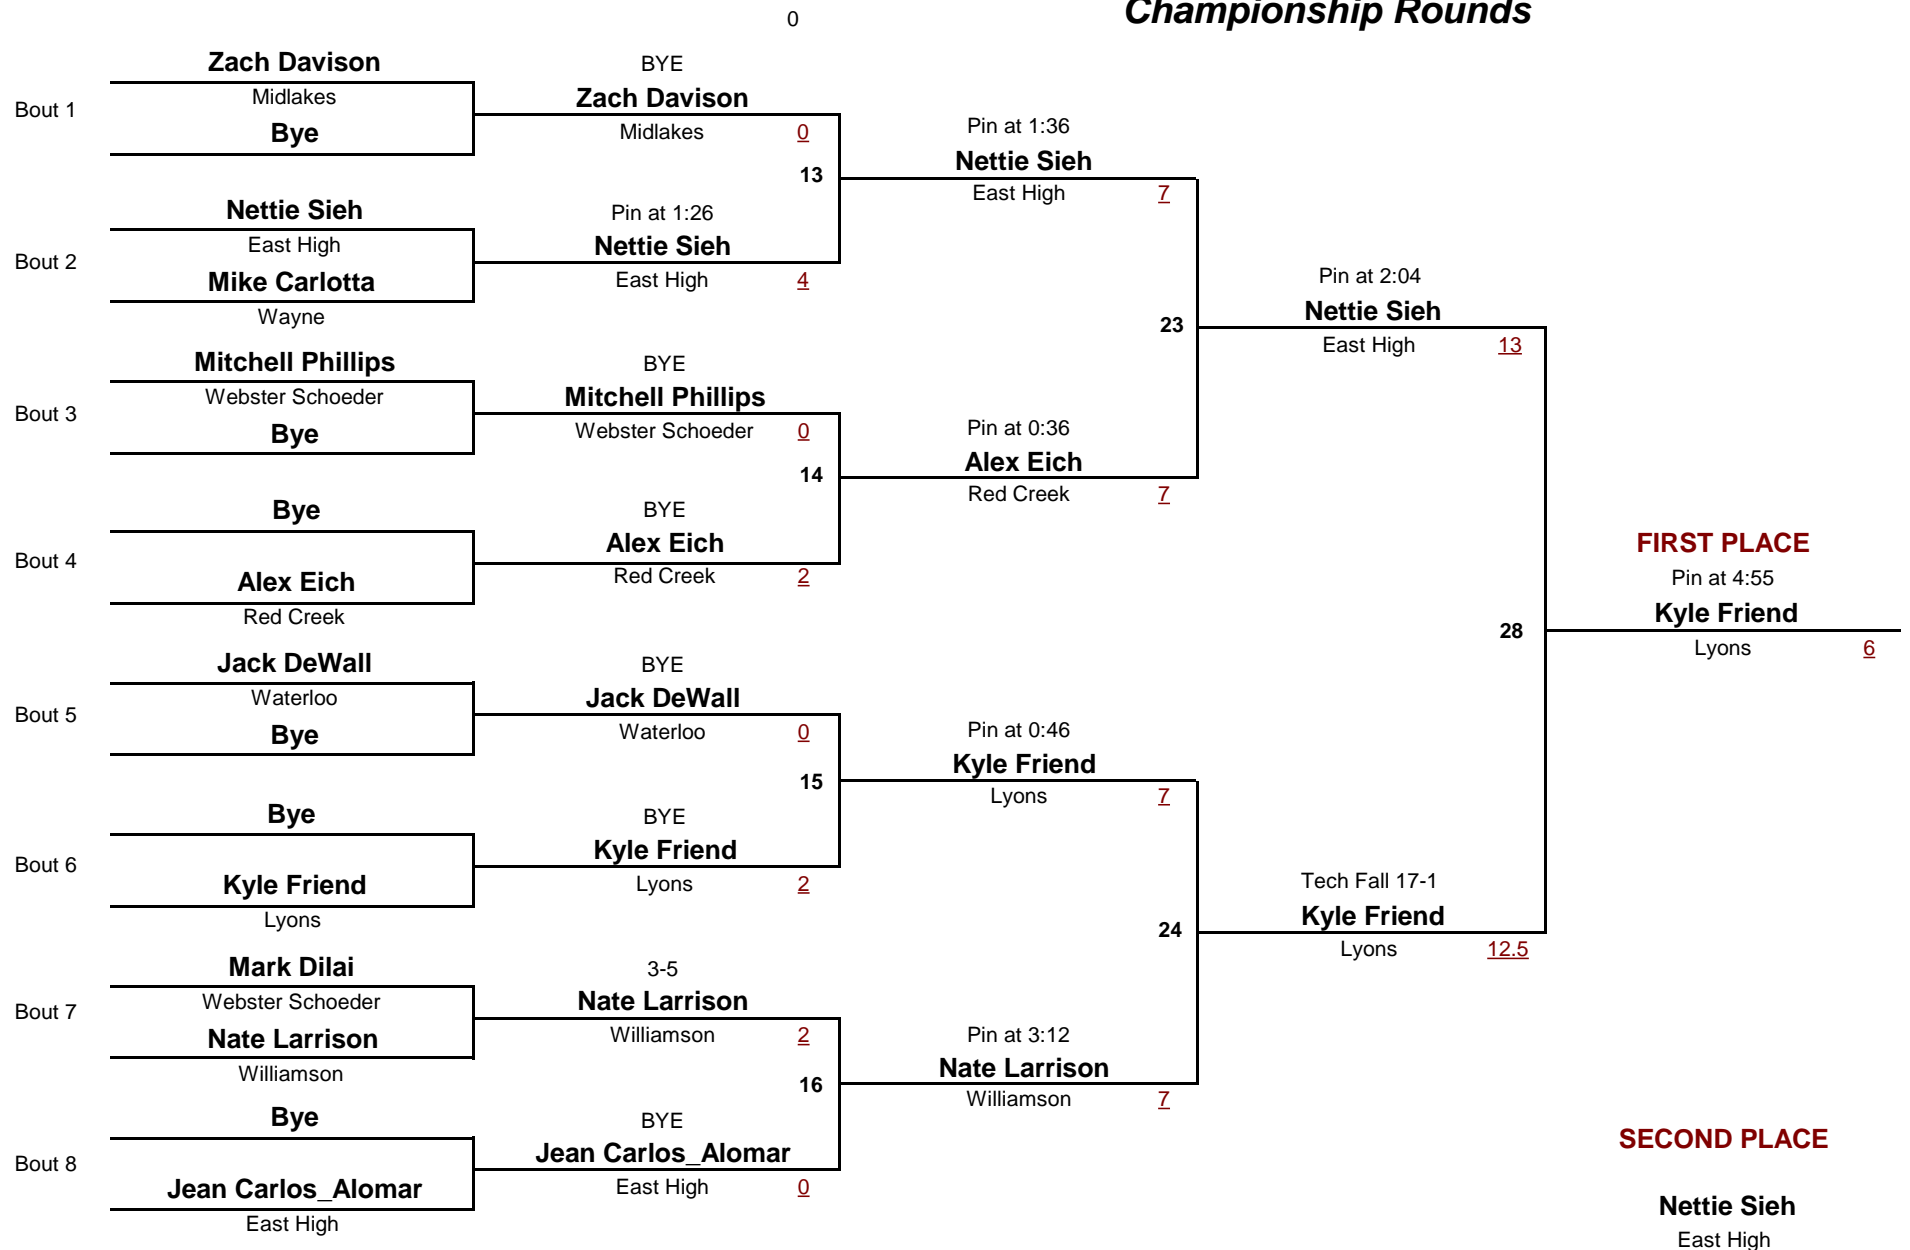 0
Championship Rounds
Zach Davison
Midlakes
Bout 1
Bye
Nettie Sieh
East High
Bout 2
Mike Carlotta
Wayne
Mitchell Phillips
Webster Schoeder
Bout 3
Bye
Bye
Bout 4
Alex Eich
Red Creek
Jack DeWall
Waterloo
Bout 5
Bye
Bye
Bout 6
Kyle Friend
Lyons
Mark Dilai
Webster Schoeder
Bout 7
Nate Larrison
Williamson
Bye
Bout 8
Jean Carlos_Alomar
East High
BYE
Zach Davison
Midlakes 0
13
Pin at 1:26
Nettie Sieh
East High 4
BYE
Mitchell Phillips
Webster Schoeder 0
14
BYE
Alex Eich
Red Creek 2
BYE
Jack DeWall
Waterloo 0
15
BYE
Kyle Friend
Lyons 2
3-5
Nate Larrison
Williamson 2
16
BYE
Jean Carlos_Alomar
East High 0
Pin at 1:36
Nettie Sieh
East High 7
23
Pin at 0:36
Alex Eich
Red Creek 7
Pin at 0:46
Kyle Friend
Lyons 7
24
Pin at 3:12
Nate Larrison
Williamson 7
Pin at 2:04
Nettie Sieh
East High 13
28
Tech Fall 17-1
Kyle Friend
Lyons 12.5
FIRST PLACE
Pin at 4:55
Kyle Friend
Lyons 6
SECOND PLACE
Nettie Sieh
East High